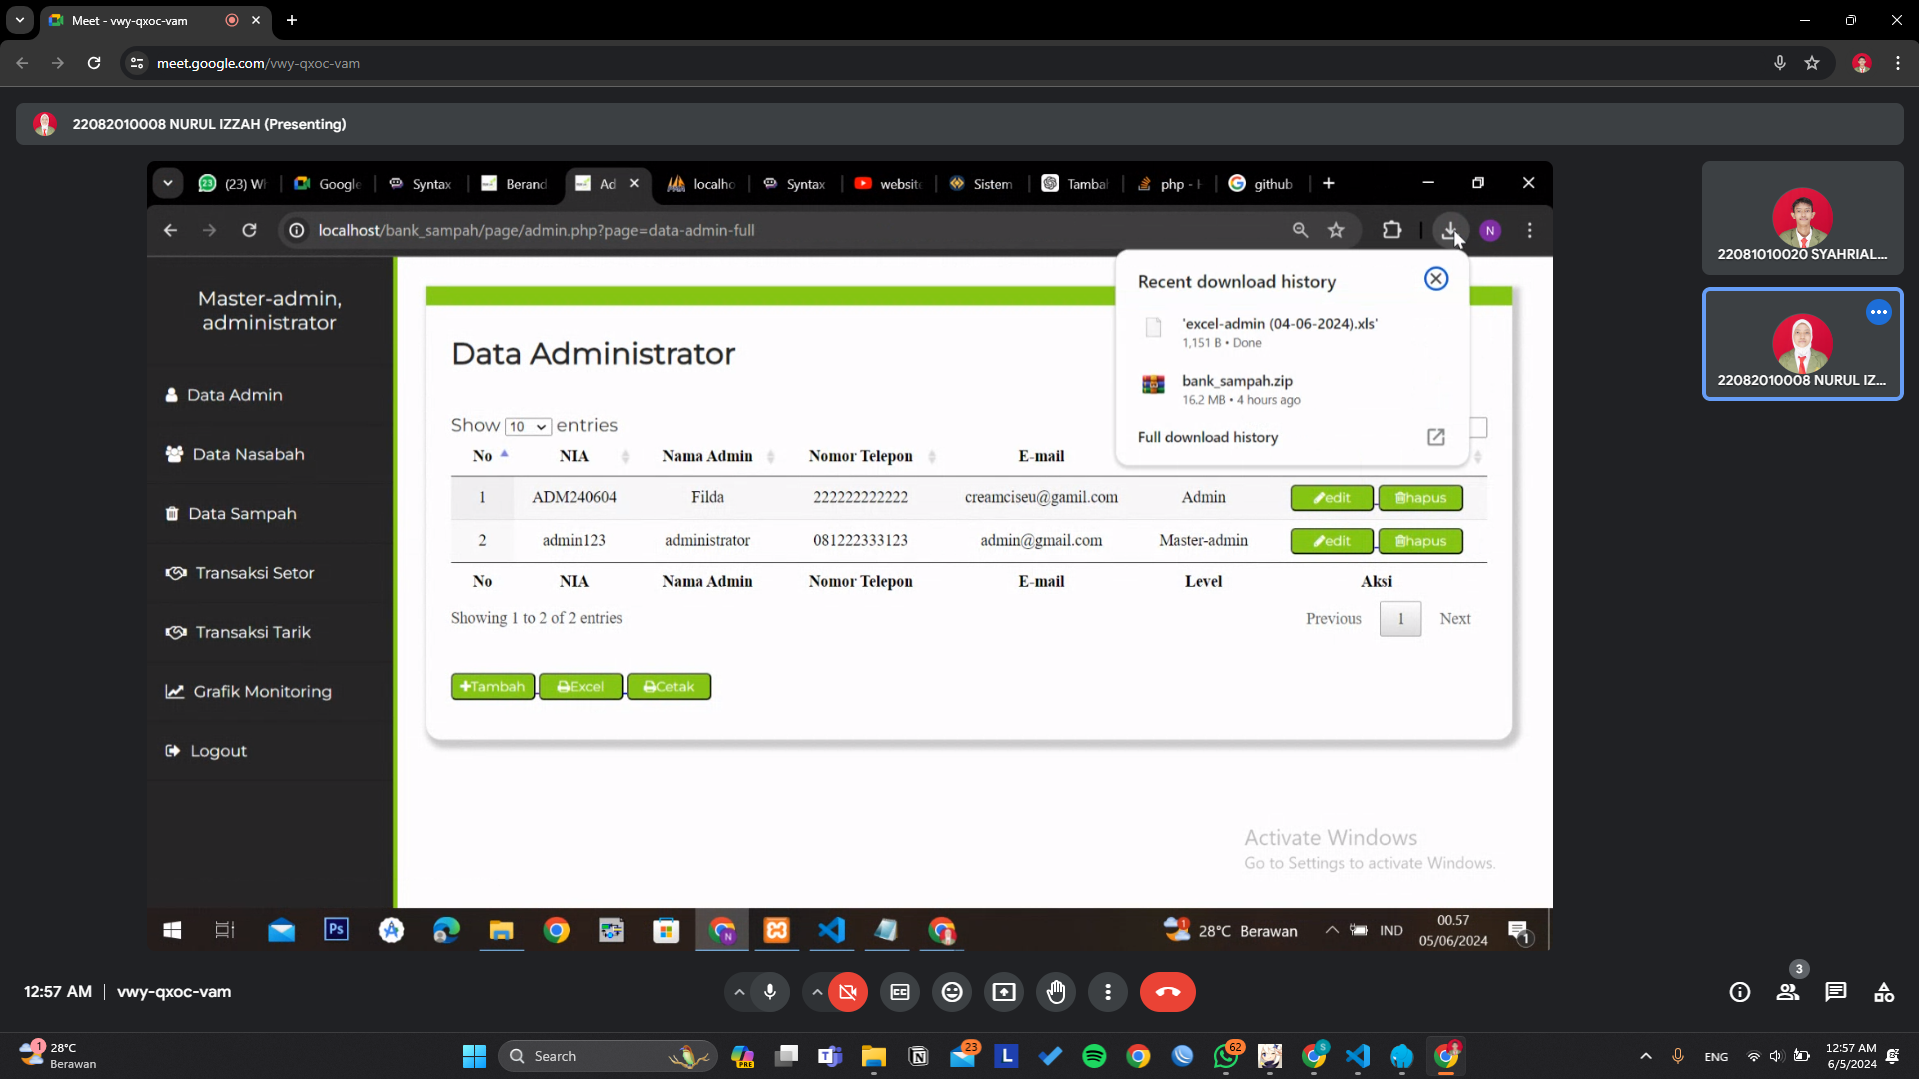 Meet - vwy-qxoc-vam
meet.google.com/vwy-qxoc-vam
22082010008 NURUL IZZAH (Presenting)
(23) W
Google
Syntax
Berand
Ad
localho
Syntax
website
Sistem
Tambal
php -
github
localhost/bank_sampah/page/admin.php?page=data-admin-full
N
Master-admin,
administrator
Data Admin
Data Nasabah
Data Sampah
Transaksi Setor
Transaksi Tarik
Grafik Monitoring
Logout
Data Administrator
Recent download history
'excel-admin (04-06-2024).xls'
1,151 B • Done
bank_sampah.zip
16.2 MB • 4 hours ago
Full download history
Show 10 entries
No NIA Nama Admin Nomor Telepon E-mail
1 ADM240604 Filda 222222222222 creamciseu@gamil.com Admin edit hapus
2 admin123 administrator 081222333123 admin@gmail.com Master-admin edit hapus
No NIA Nama Admin Nomor Telepon E-mail Level Aksi
Showing 1 to 2 of 2 entries
Previous 1 Next
Tambah Excel Cetak
Activate Windows
Go to Settings to activate Windows.
Ps
28°C Berawan
IND
00.57
05/06/2024
1
22081010020 SYAHRIAL...
22082010008 NURUL IZ...
12:57 AM | vwy-qxoc-vam
3
1
28°C
Berawan
Search
PRE
23
L
62
S
ENG
12:57 AM
6/5/2024